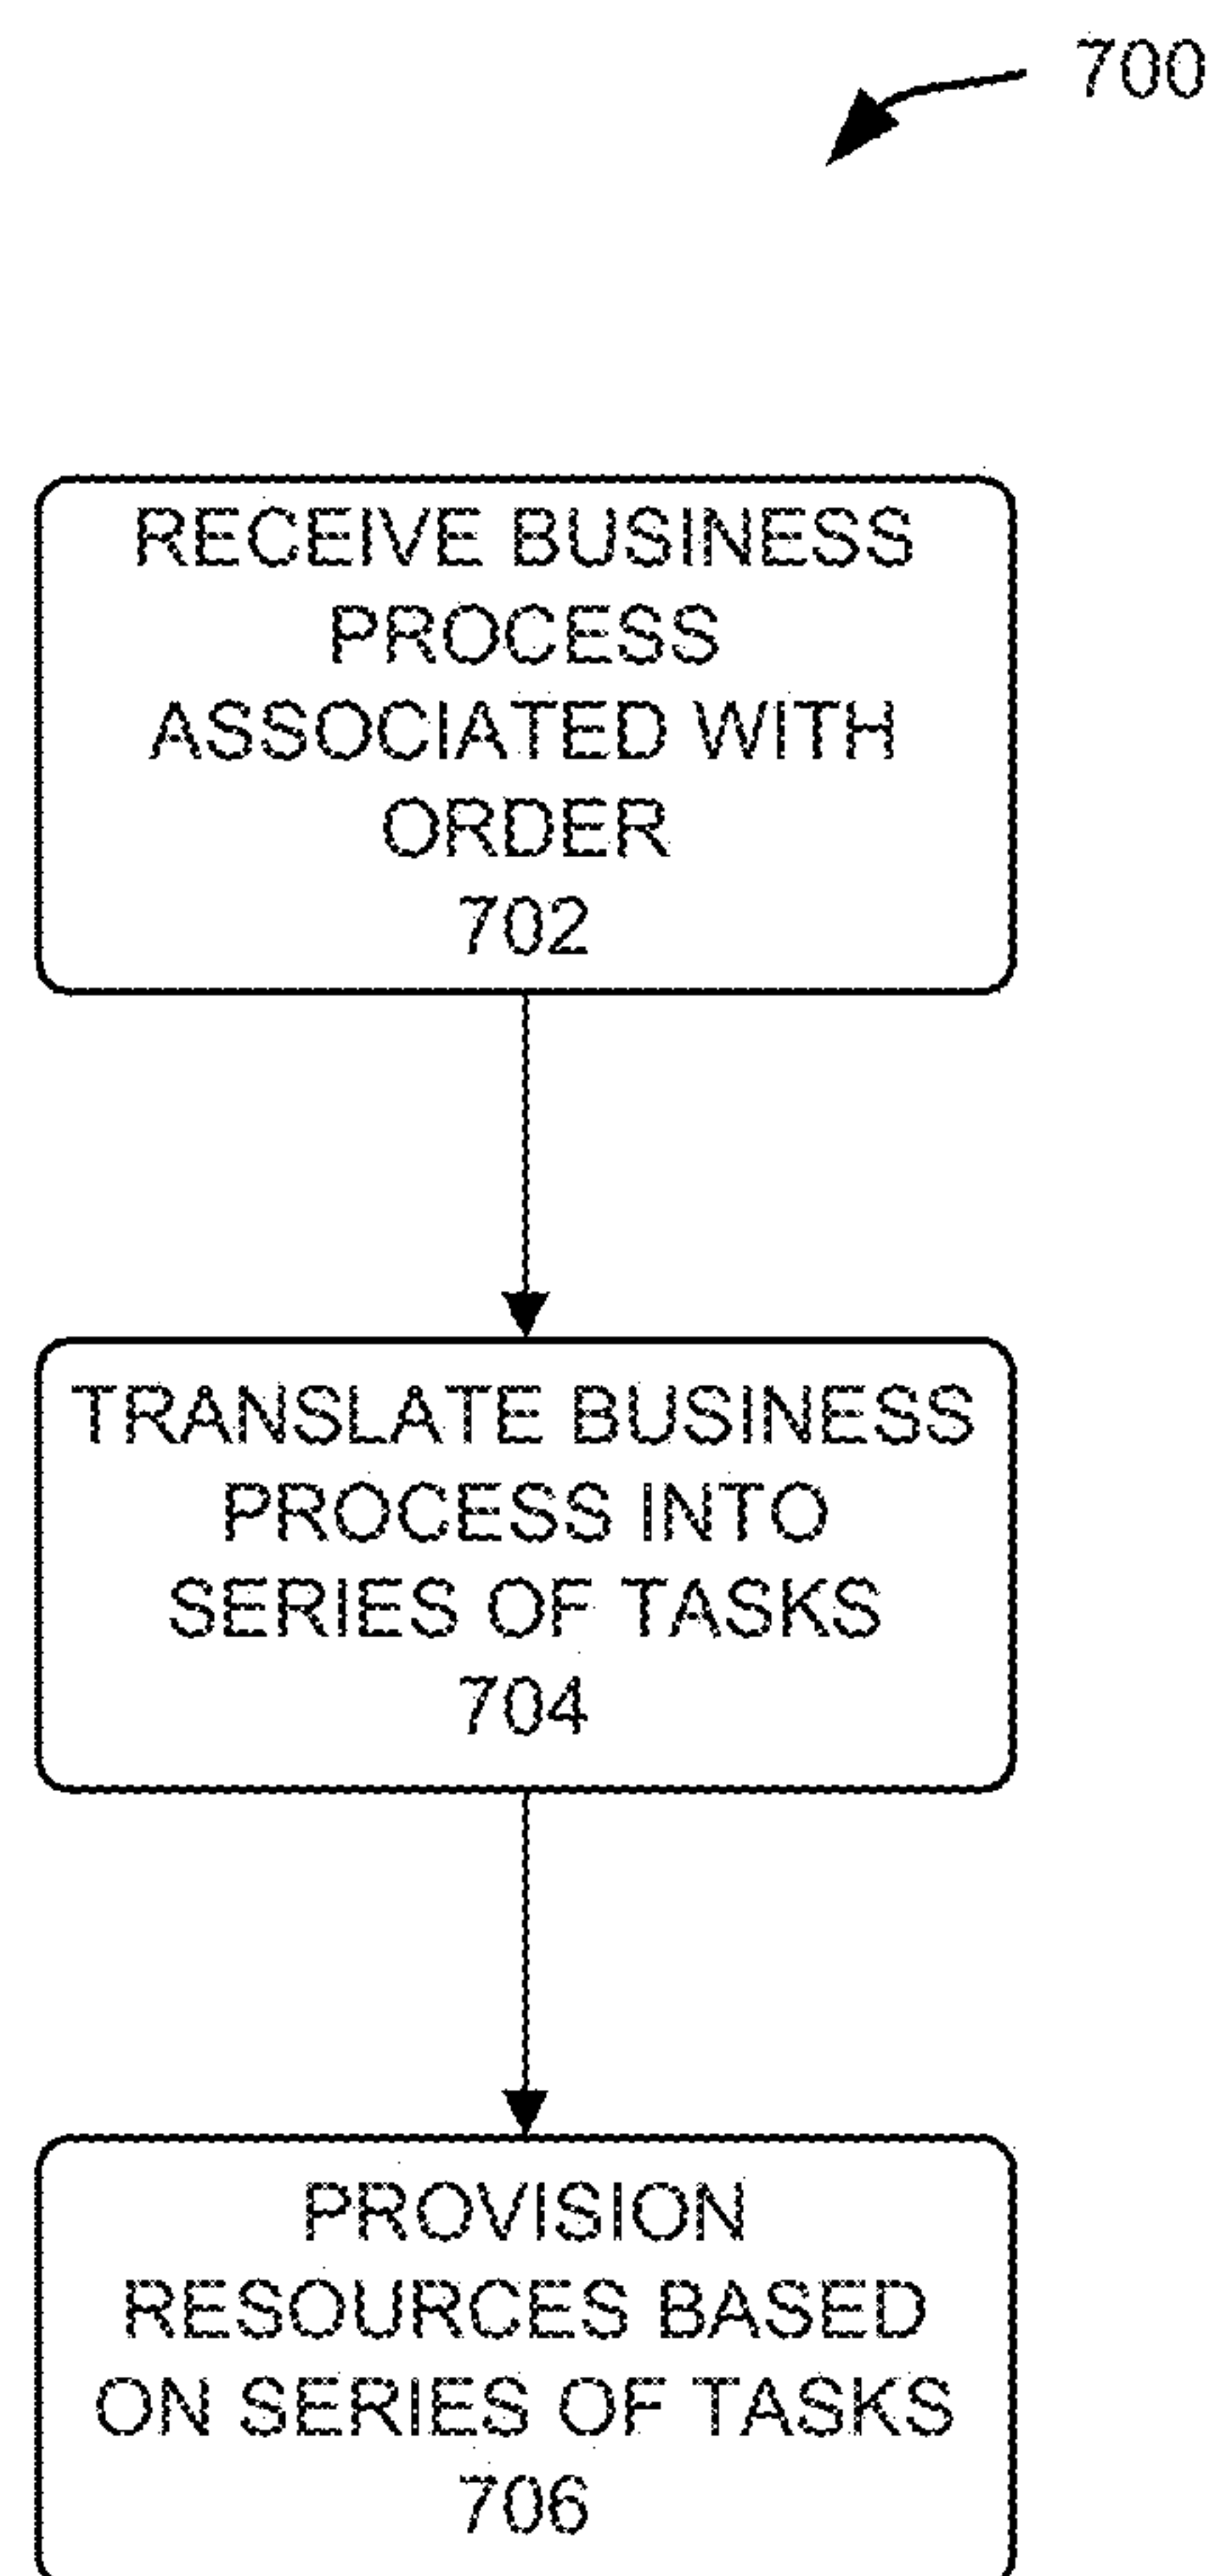 700
RECEIVE BUSINESS
PROCESS
ASSOCIATED WITH
ORDER
702
TRANSLATE BUSINESS
PROCESS INTO
SERIES OF TASKS
704
PROVISION
RESOURCES BASED
ON SERIES OF TASKS
706